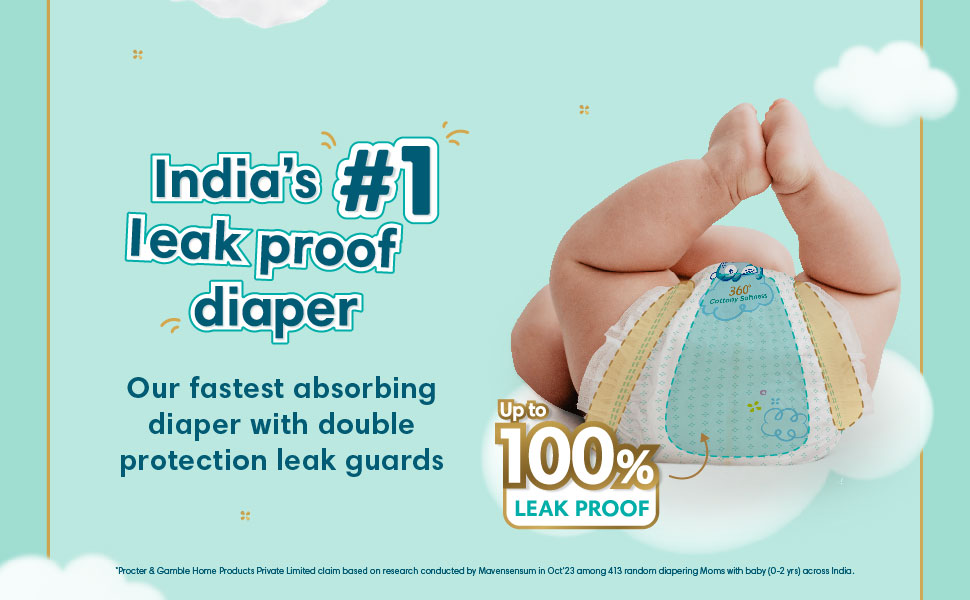 India's #1
leak proof
diaper
Our fastest absorbing
diaper with double
protection leak guards
360°
Cottony Softness
Up to
100%
LEAK PROOF
*Procter & Gamble Home Products Private Limited claim based on research conducted by Mavensensum in Oct'23 among 413 random diapering Moms with baby (0-2 yrs) across India.